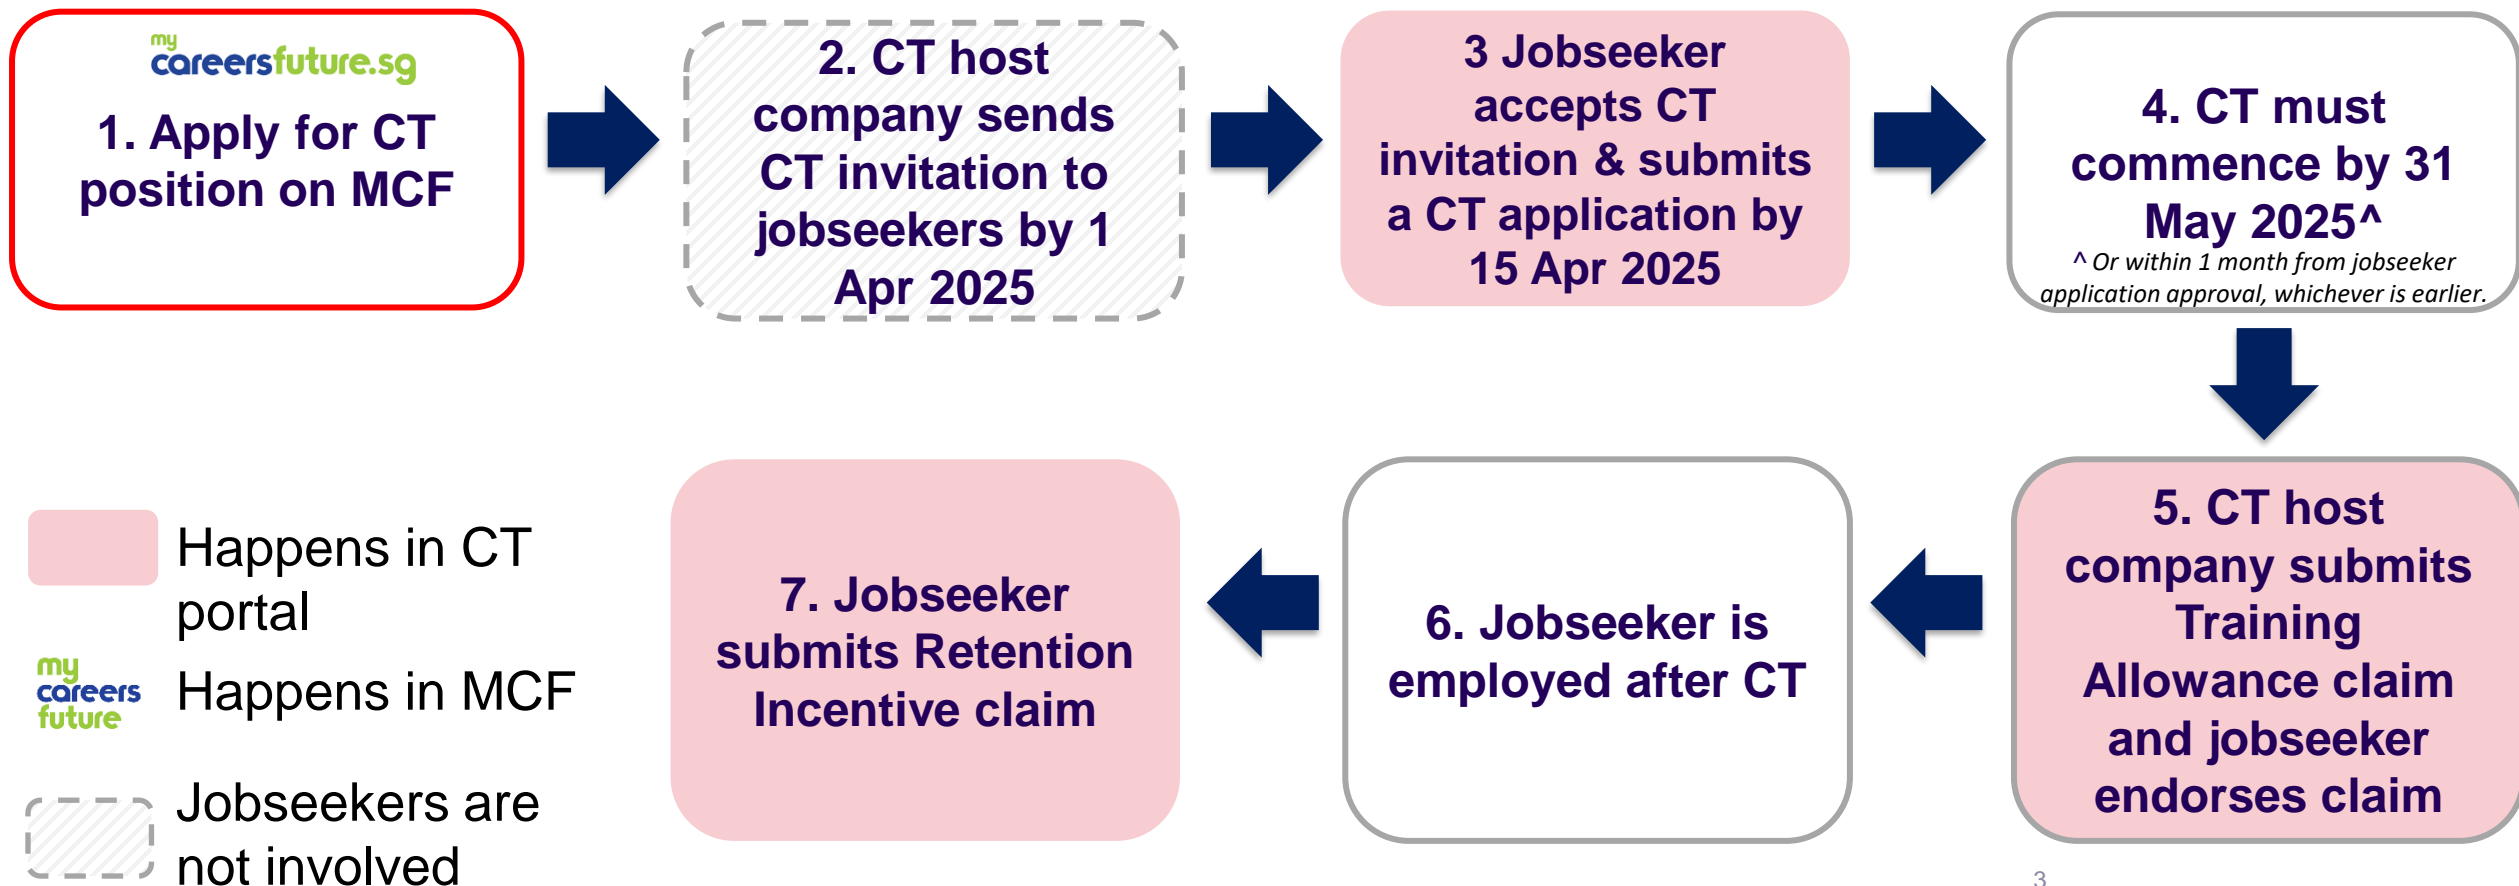 my
careersfuture.sg
1. Apply for CT
position on MCF
2. CT host
company sends
CT invitation to
jobseekers by 1
Apr 2025
3 Jobseeker
accepts CT
invitation & submits
a CT application by
15 Apr 2025
4. CT must
commence by 31
May 2025^
^ Or within 1 month from jobseeker
application approval, whichever is earlier.
5. CT host
company submits
Training
Allowance claim
and jobseeker
endorses claim
6. Jobseeker is
employed after CT
7. Jobseeker
submits Retention
Incentive claim
Happens in CT
portal
my
careers
future
Happens in MCF
Jobseekers are
not involved
3